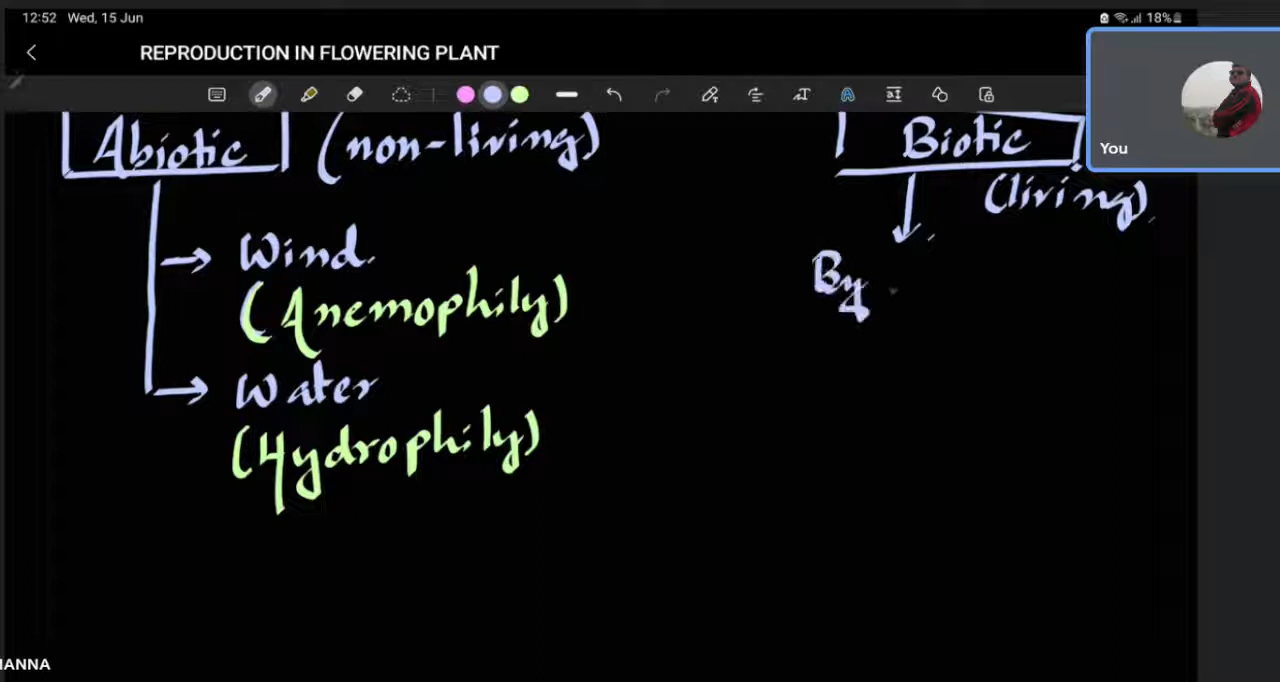 12:52 Wed, 15 Jun 18%
REPRODUCTION IN FLOWERING PLANT
You
Abiotic (non-living)
Biotic
(living)
→ Wind.
(Anemophily)
→ Water
(Hydrophily)
By
IANNA